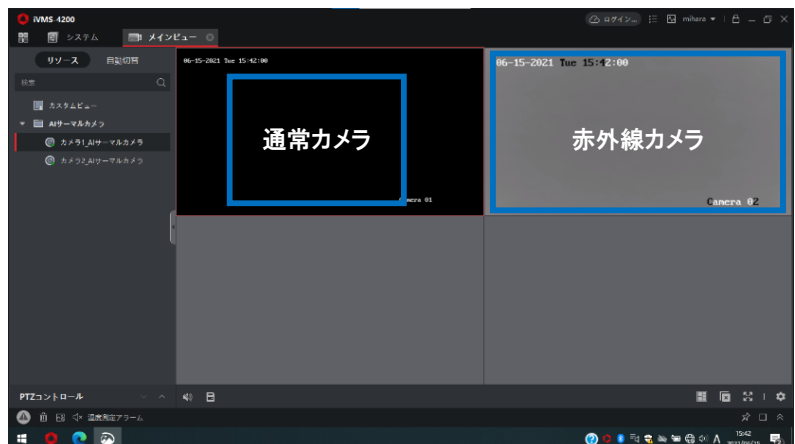 iVMS-4200
ログイン...
mihara
システム
メインビュー
リソース
自動切替
検索
カスタムビュー
AIサーマルカメラ
カメラ1_AIサーマルカメラ
カメラ2_AIサーマルカメラ
06-15-2021 Tue 15:42:00
通常カメラ
Camera 01
06-15-2021 Tue 15:42:00
赤外線カメラ
Camera 02
PTZコントロール
温度測定アラーム
A
15:42
2021/06/15